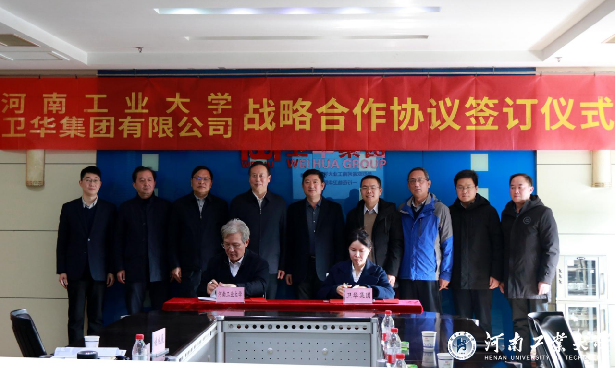 河南工业大学
卫华集团有限公司
战略合作协议签订仪式
WEIHUA GROUP
河南工业大学
卫华集团
河南工业大学
HENAN UNIVERSITY